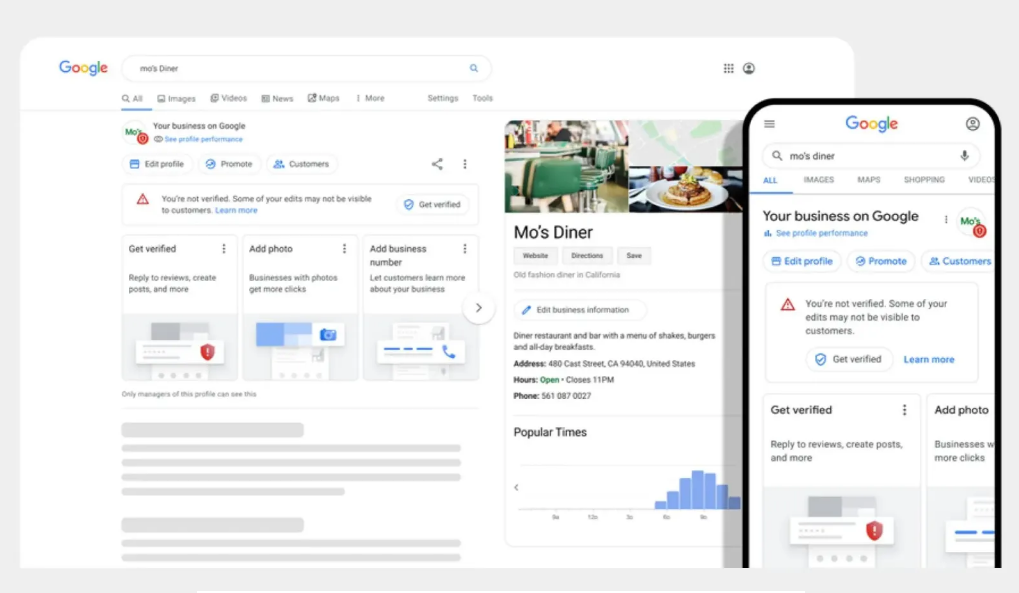 Google
mo's Diner
All Images Videos News Maps More Settings Tools
Mo's
Your business on Google
See profile performance
Edit profile Promote Customers
You're not verified. Some of your edits may not be visible
to customers. Learn more
Get verified
Get verified
Reply to reviews, create
posts, and more
Add photo
Businesses with photos
get more clicks
Add business
number
Let customers learn more
about your business
Only managers of this profile can see this
Mo's Diner
Website Directions Save
Old fashion diner in California
Edit business information
Diner restaurant and bar with a menu of shakes, burgers
and all-day breakfasts.
Address: 480 Cast Street, CA 94040, United States
Hours: Open • Closes 11PM
Phone: 561 087 0027
Popular Times
9a 12p 3p 6p 9p
Google
mo's diner
ALL IMAGES MAPS SHOPPING VIDEOS
Your business on Google
Mo's
See profile performance
Edit profile Promote Customers
You're not verified. Some of your
edits may not be visible to
customers.
Get verified Learn more
Get verified
Reply to reviews, create posts,
and more
Add photo
Businesses w
more clicks